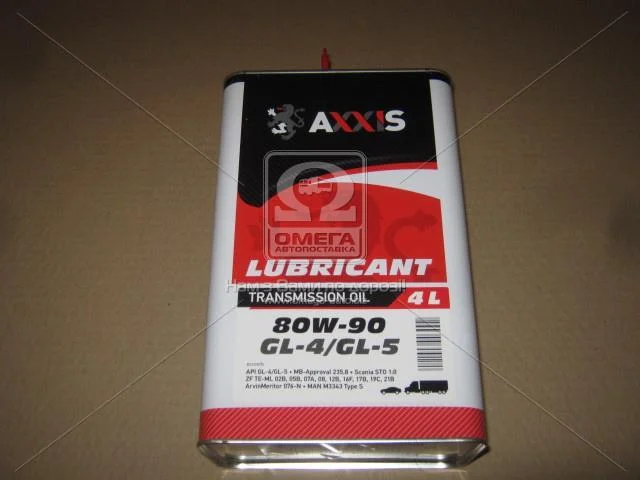 AXXIS
ОМЕГА
АВТОПОСТАВКА
LUBRICANT
Нам з Вами по дорозі!
TRANSMISSION OIL 4 L
80W-90
GL-4/GL-5
API GL-4/GL-5 • MB-Approval 235,8 • Scania STO 1:0
ZF TE-ML 02B, 05B, 07A, 08, 12B, 16F, 17B, 19C, 21B
ArvinMeritor 076-N • MAN M3343 Type S